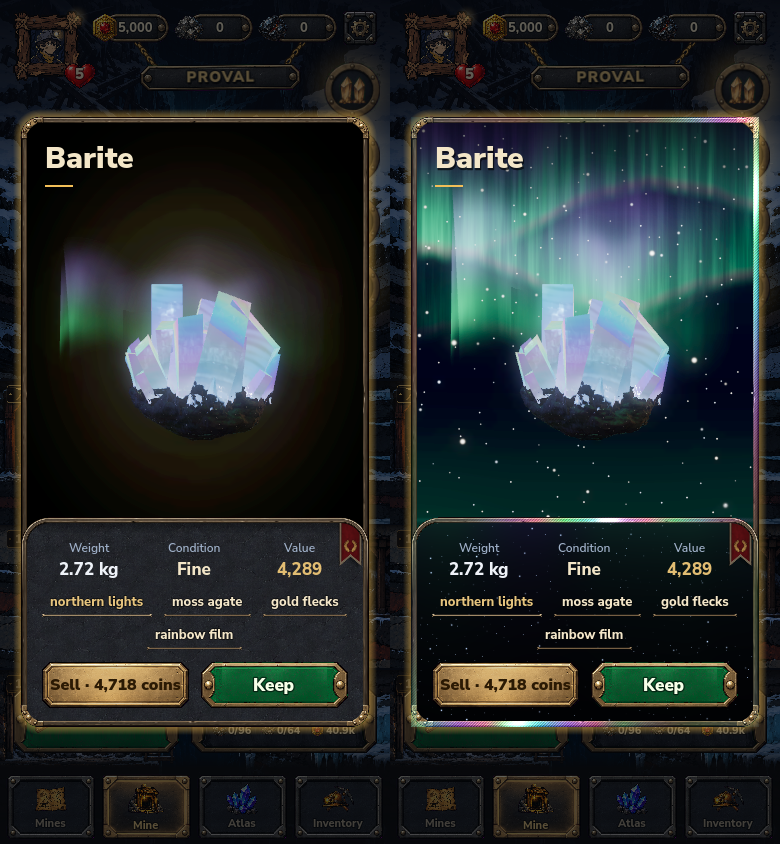 5,000 0 0
5
PROVAL
Barite
Weight Condition Value
2.72 kg Fine 4,289
northern lights moss agate gold flecks
rainbow film
Sell · 4,718 coins Keep
0/96 0/64 40.9k
Mines Mine Atlas Inventory
5,000 0 0
5
PROVAL
Barite
Weight Condition Value
2.72 kg Fine 4,289
northern lights moss agate gold flecks
rainbow film
Sell · 4,718 coins Keep
0/96 0/64 40.9k
Mines Mine Atlas Inventory